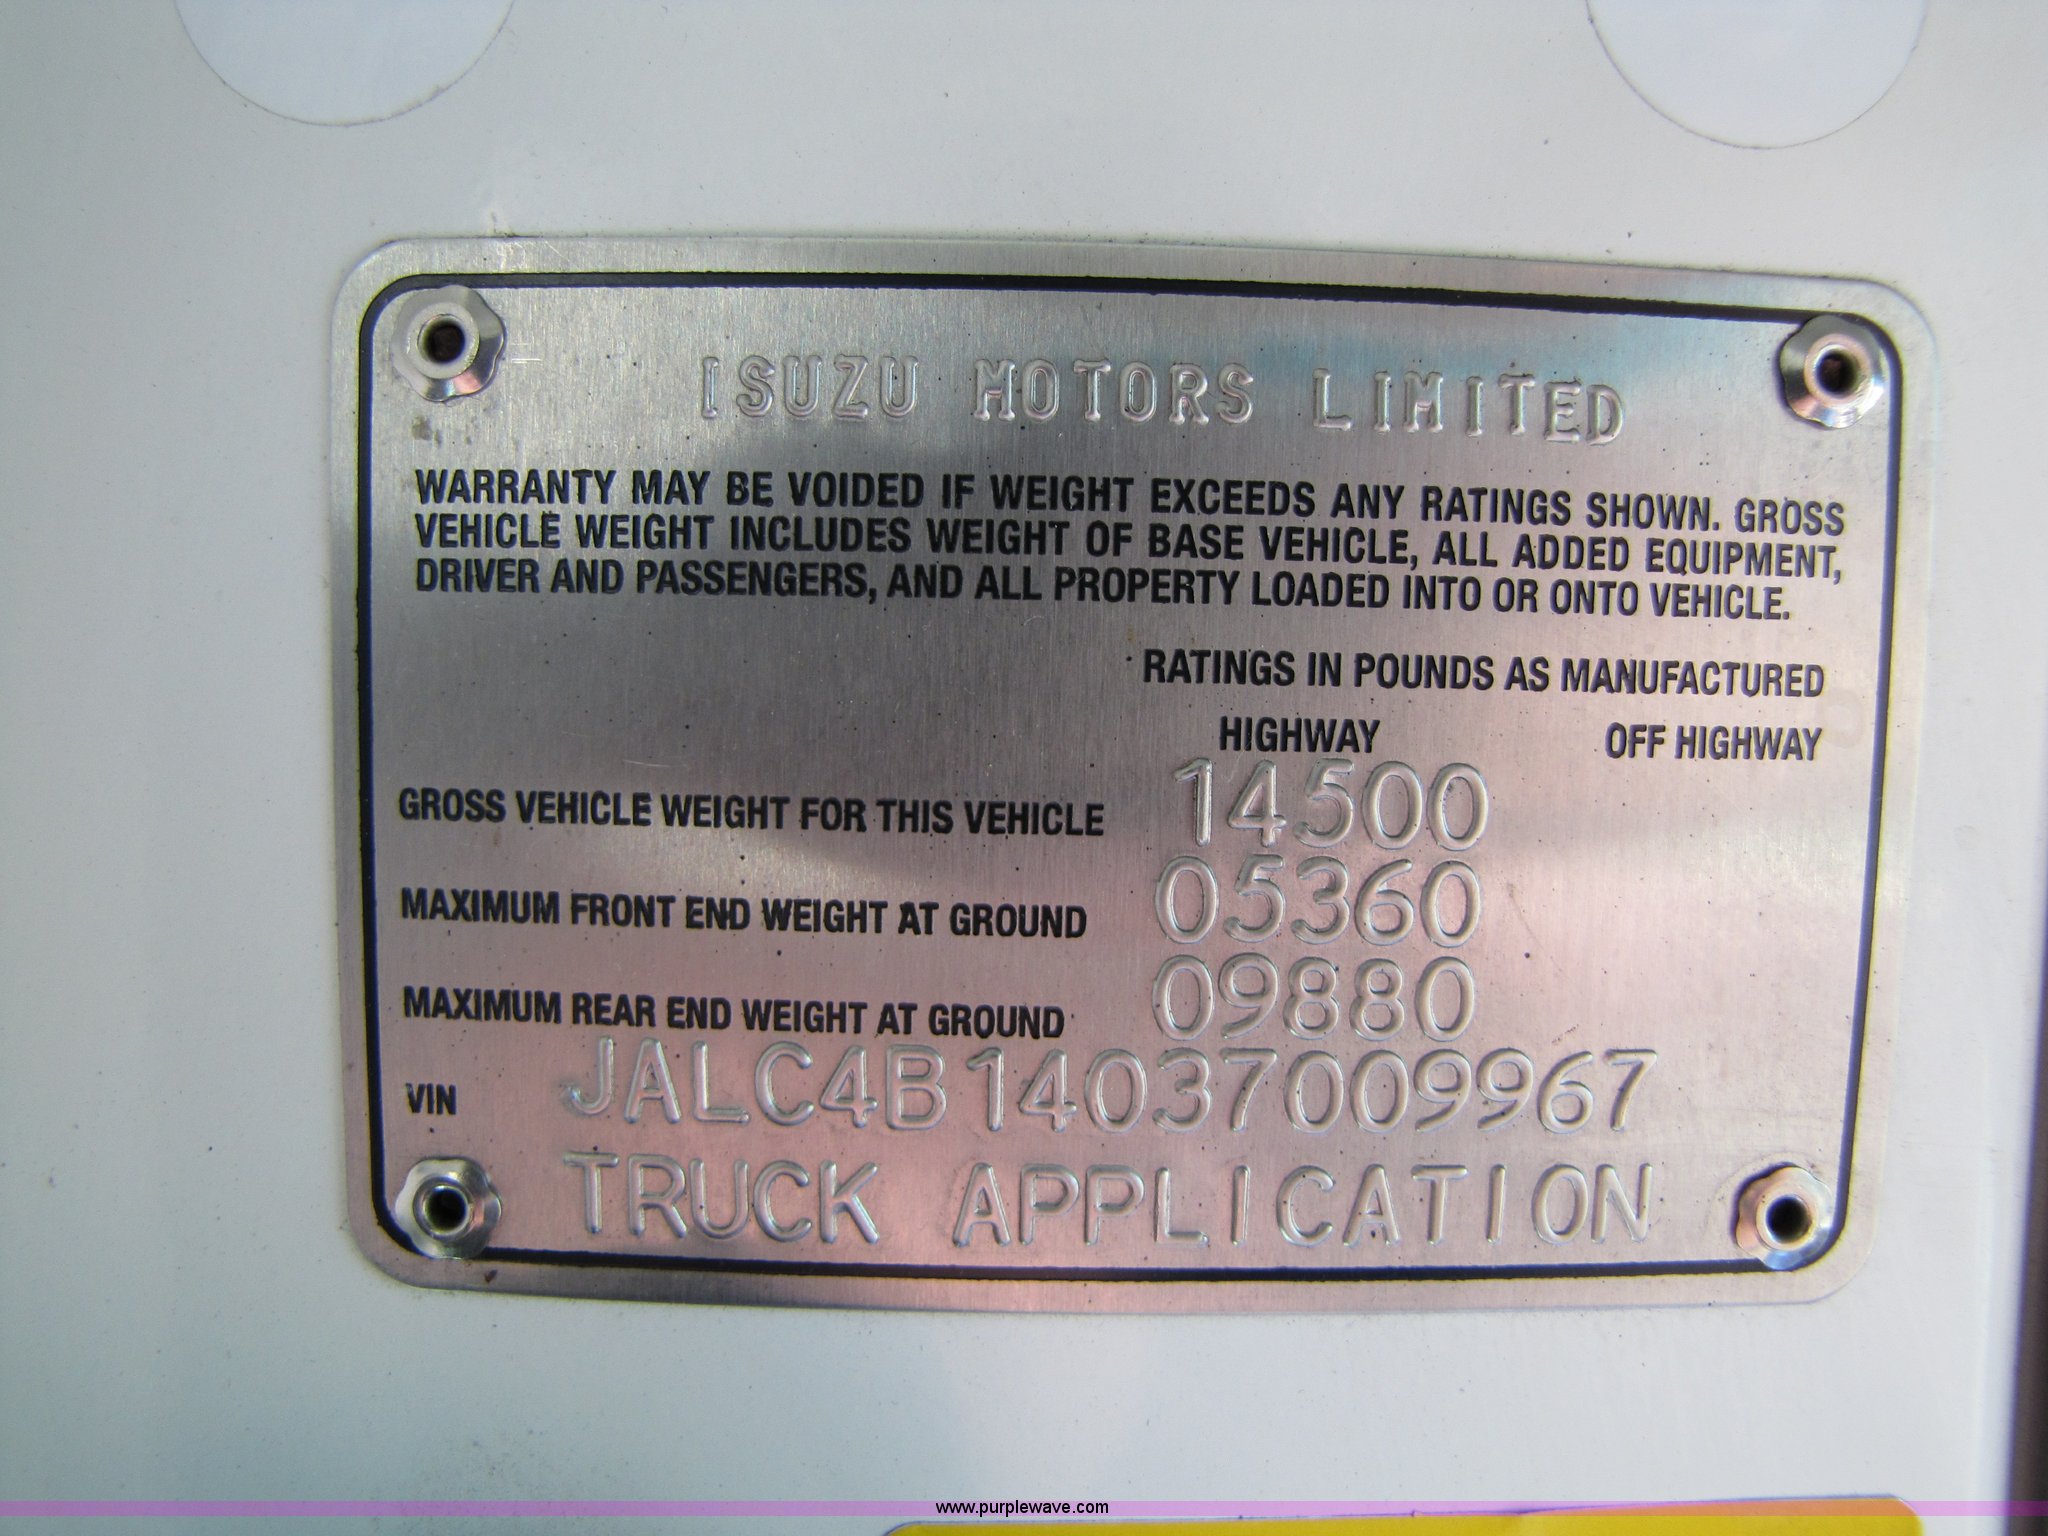 ISUZU MOTORS LIMITED
WARRANTY MAY BE VOIDED IF WEIGHT EXCEEDS ANY RATINGS SHOWN. GROSS
VEHICLE WEIGHT INCLUDES WEIGHT OF BASE VEHICLE, ALL ADDED EQUIPMENT,
DRIVER AND PASSENGERS, AND ALL PROPERTY LOADED INTO OR ONTO VEHICLE.
RATINGS IN POUNDS AS MANUFACTURED
HIGHWAY OFF HIGHWAY
GROSS VEHICLE WEIGHT FOR THIS VEHICLE 14500
MAXIMUM FRONT END WEIGHT AT GROUND 05360
MAXIMUM REAR END WEIGHT AT GROUND 09880
VIN JALC4B14037009967
TRUCK APPLICATION
www.purplewave.com